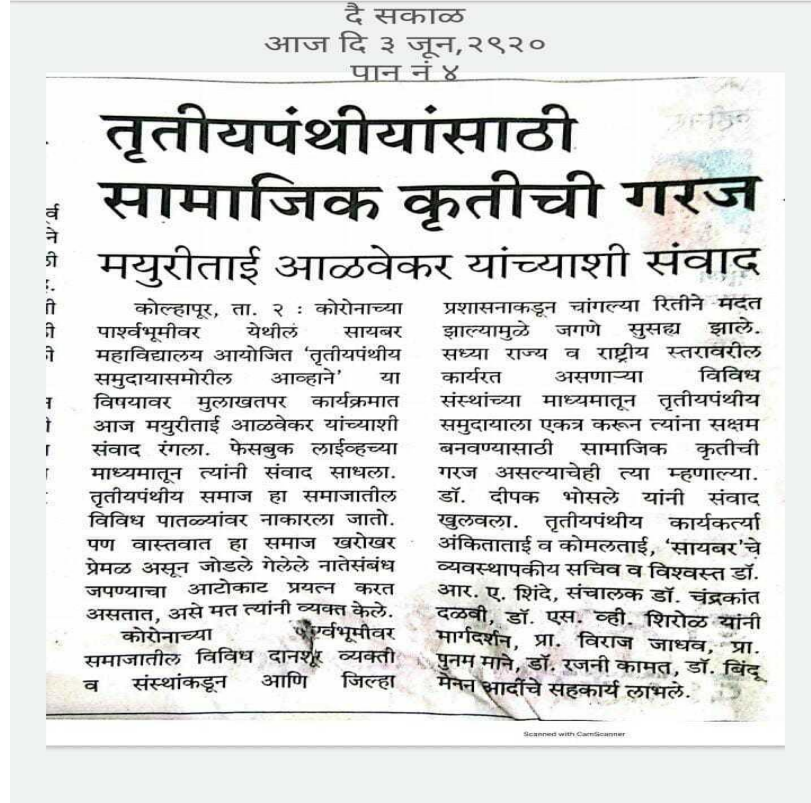 दै सकाळ
आज दि ३ जून,२९२०
पान नं ४
तृतीयपंथीयांसाठी
सामाजिक कृतीची गरज
मयुरीताई आळवेकर यांच्याशी संवाद
कोल्हापूर, ता. २ : कोरोनाच्या
पार्श्वभूमीवर येथीलं सायबर
महाविद्यालय आयोजित ‘तृतीयपंथीय
समुदायासमोरील आव्हाने’ या
विषयावर मुलाखतपर कार्यक्रमात
आज मयुरीताई आळवेकर यांच्याशी
संवाद रंगला. फेसबुक लाईव्हच्या
माध्यमातून त्यांनी संवाद साधला.
तृतीयपंथीय समाज हा समाजातील
विविध पातळ्यांवर नाकारला जातो.
पण वास्तवात हा समाज खरोखर
प्रेमळ असून जोडले गेलेले नातेसंबंध
जपण्याचा आटोकाट प्रयत्न करत
असतात, असे मत त्यांनी व्यक्त केले.
कोरोनाच्या पार्श्वभूमीवर
समाजातील विविध दानशूर व्यक्ती
व संस्थांकडून आणि जिल्हा
प्रशासनाकडून चांगल्या रितीने मदत
झाल्यामुळे जगणे सुसह्य झाले.
सध्या राज्य व राष्ट्रीय स्तरावरील
कार्यरत असणाऱ्या विविध
संस्थांच्या माध्यमातून तृतीयपंथीय
समुदायाला एकत्र करून त्यांना सक्षम
बनवण्यासाठी सामाजिक कृतीची
गरज असल्याचेही त्या म्हणाल्या.
डॉ. दीपक भोसले यांनी संवाद
खुलवला. तृतीयपंथीय कार्यकर्त्या
अंकिताताई व कोमलताई, ‘सायबर’चे
व्यवस्थापकीय सचिव व विश्वस्त डॉ.
आर. ए. शिंदे, संचालक डॉ. चंद्रकांत
दळवी, डॉ. एस. व्ही. शिरोळ यांनी
मार्गदर्शन, प्रा. विराज जाधव, प्रा.
पुनम माने, डॉ. रजनी कामत, डॉ. बिंदू
मेनन आदींचे सहकार्य लाभले.
Scanned with CamScanner